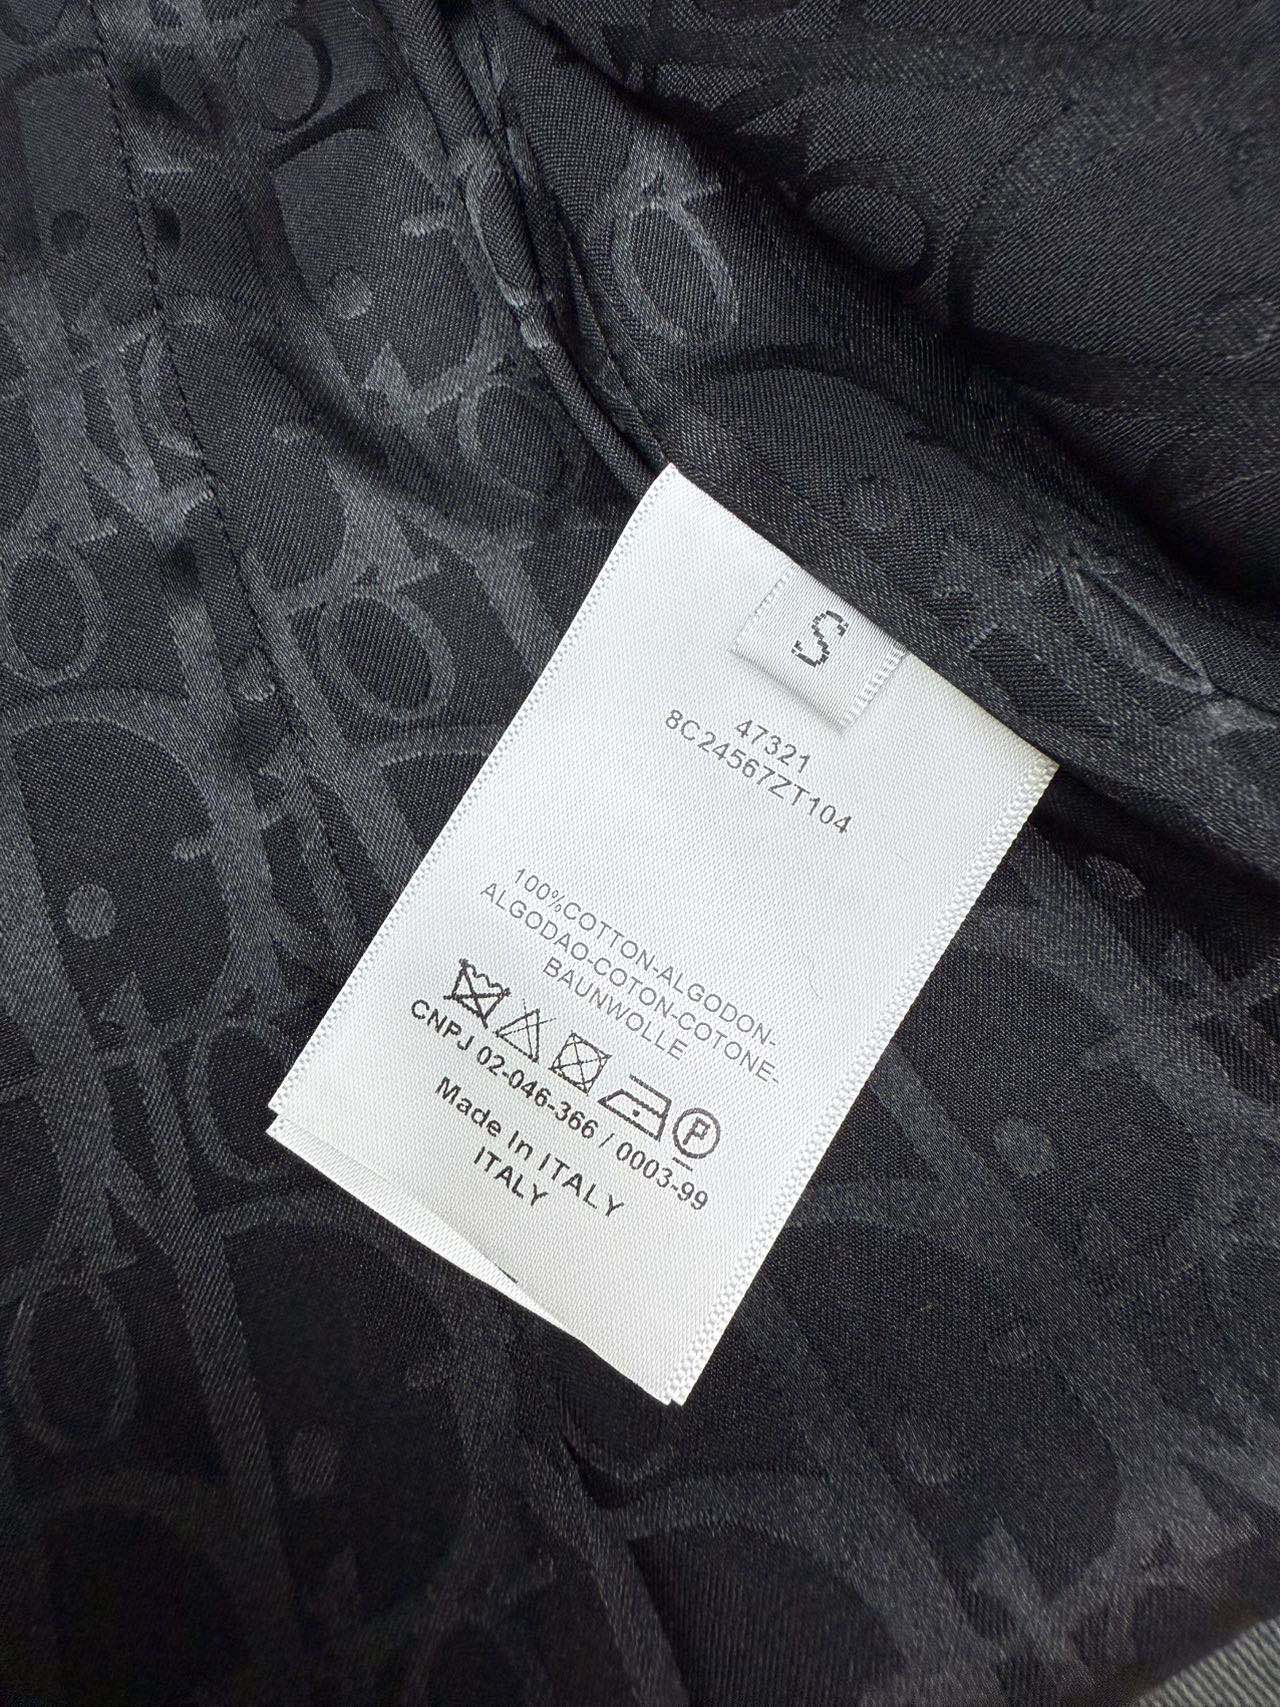 S
47321
8C24567ZT104
100%COTTON-ALGODON-
ALGODAO-COTON-COTONE-
BAUNWOLLE
P
CNPJ 02-046-366 / 0003-99
Made In ITALY
ITALY